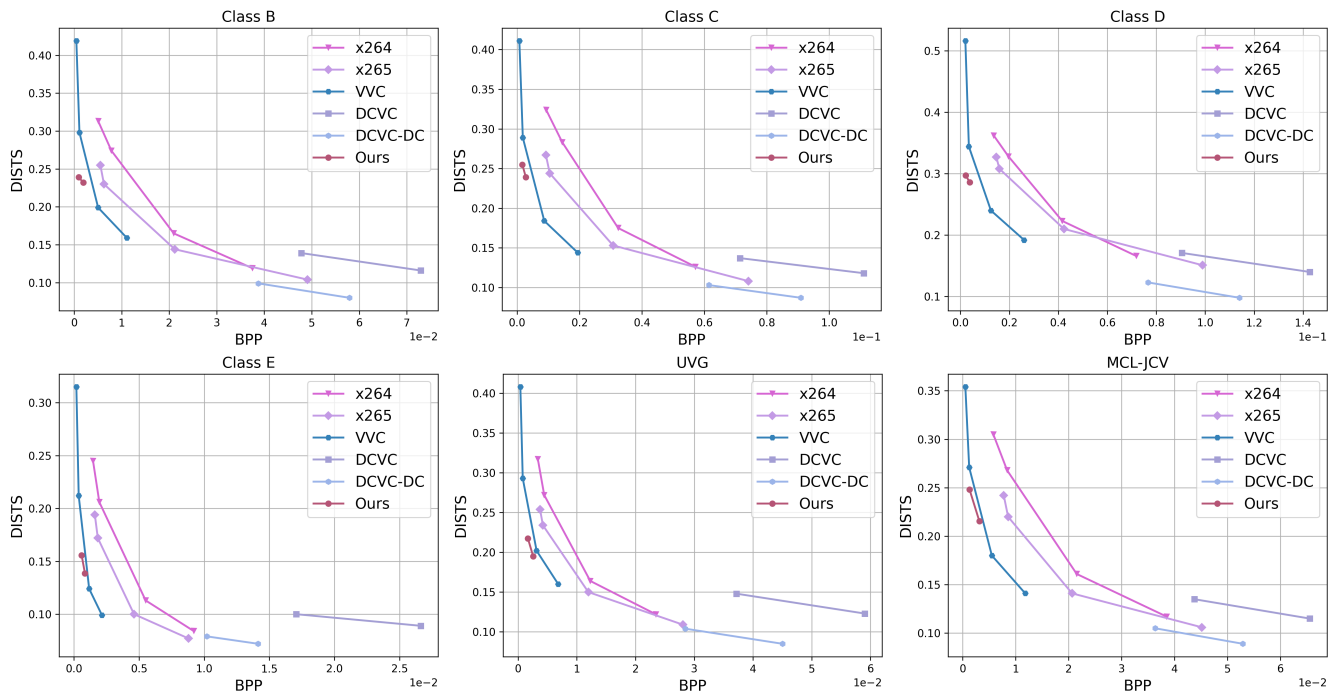 Class B
DISTS
0.40
0.35
0.30
0.25
0.20
0.15
0.10
x264
x265
VVC
DCVC
DCVC-DC
Ours
0 1 2 3 4 5 6 7
BPP
1e−2
Class C
DISTS
0.40
0.35
0.30
0.25
0.20
0.15
0.10
x264
x265
VVC
DCVC
DCVC-DC
Ours
0.0 0.2 0.4 0.6 0.8 1.0
BPP
1e−1
Class D
DISTS
0.5
0.4
0.3
0.2
0.1
x264
x265
VVC
DCVC
DCVC-DC
Ours
0.0 0.2 0.4 0.6 0.8 1.0 1.2 1.4
BPP
1e−1
Class E
DISTS
0.30
0.25
0.20
0.15
0.10
x264
x265
VVC
DCVC
DCVC-DC
Ours
0.0 0.5 1.0 1.5 2.0 2.5
BPP
1e−2
UVG
DISTS
0.40
0.35
0.30
0.25
0.20
0.15
0.10
x264
x265
VVC
DCVC
DCVC-DC
Ours
0 1 2 3 4 5 6
BPP
1e−2
MCL-JCV
DISTS
0.35
0.30
0.25
0.20
0.15
0.10
x264
x265
VVC
DCVC
DCVC-DC
Ours
0 1 2 3 4 5 6
BPP
1e−2